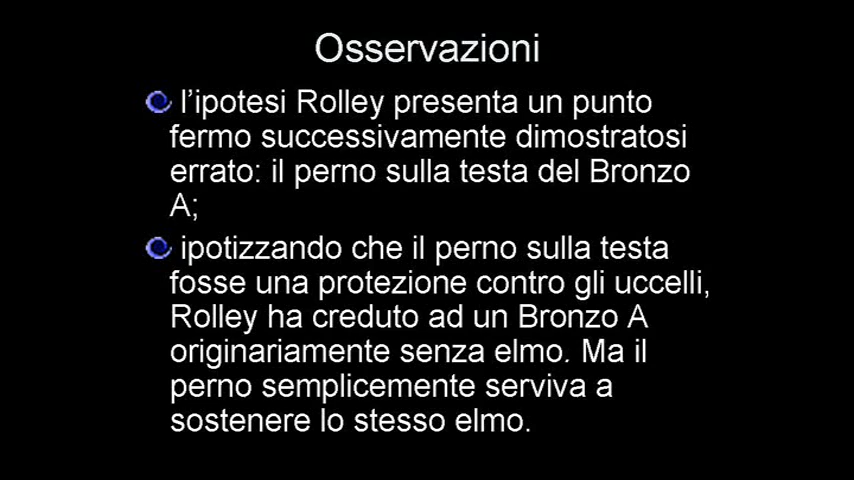 Osservazioni
l’ipotesi Rolley presenta un punto
fermo successivamente dimostratosi
errato: il perno sulla testa del Bronzo
A;
ipotizzando che il perno sulla testa
fosse una protezione contro gli uccelli,
Rolley ha creduto ad un Bronzo A
originariamente senza elmo. Ma il
perno semplicemente serviva a
sostenere lo stesso elmo.